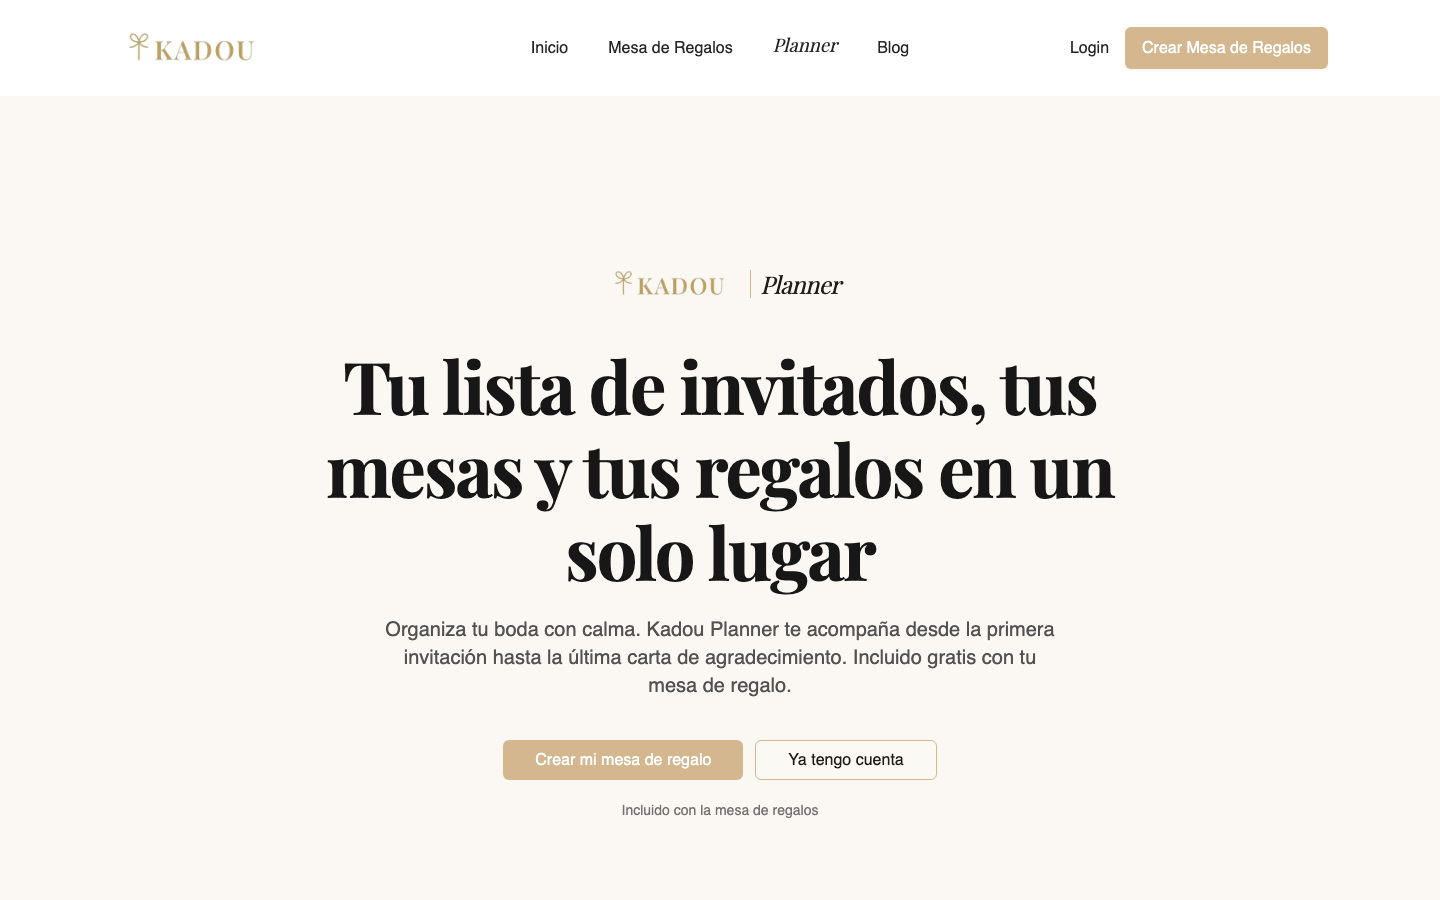 KADOU
Inicio
Mesa de Regalos
Planner
Blog
Login
Crear Mesa de Regalos
KADOU
Planner
Tu lista de invitados, tus
mesas y tus regalos en un
solo lugar
Organiza tu boda con calma. Kadou Planner te acompaña desde la primera
invitación hasta la última carta de agradecimiento. Incluido gratis con tu
mesa de regalo.
Crear mi mesa de regalo
Ya tengo cuenta
Incluido con la mesa de regalos